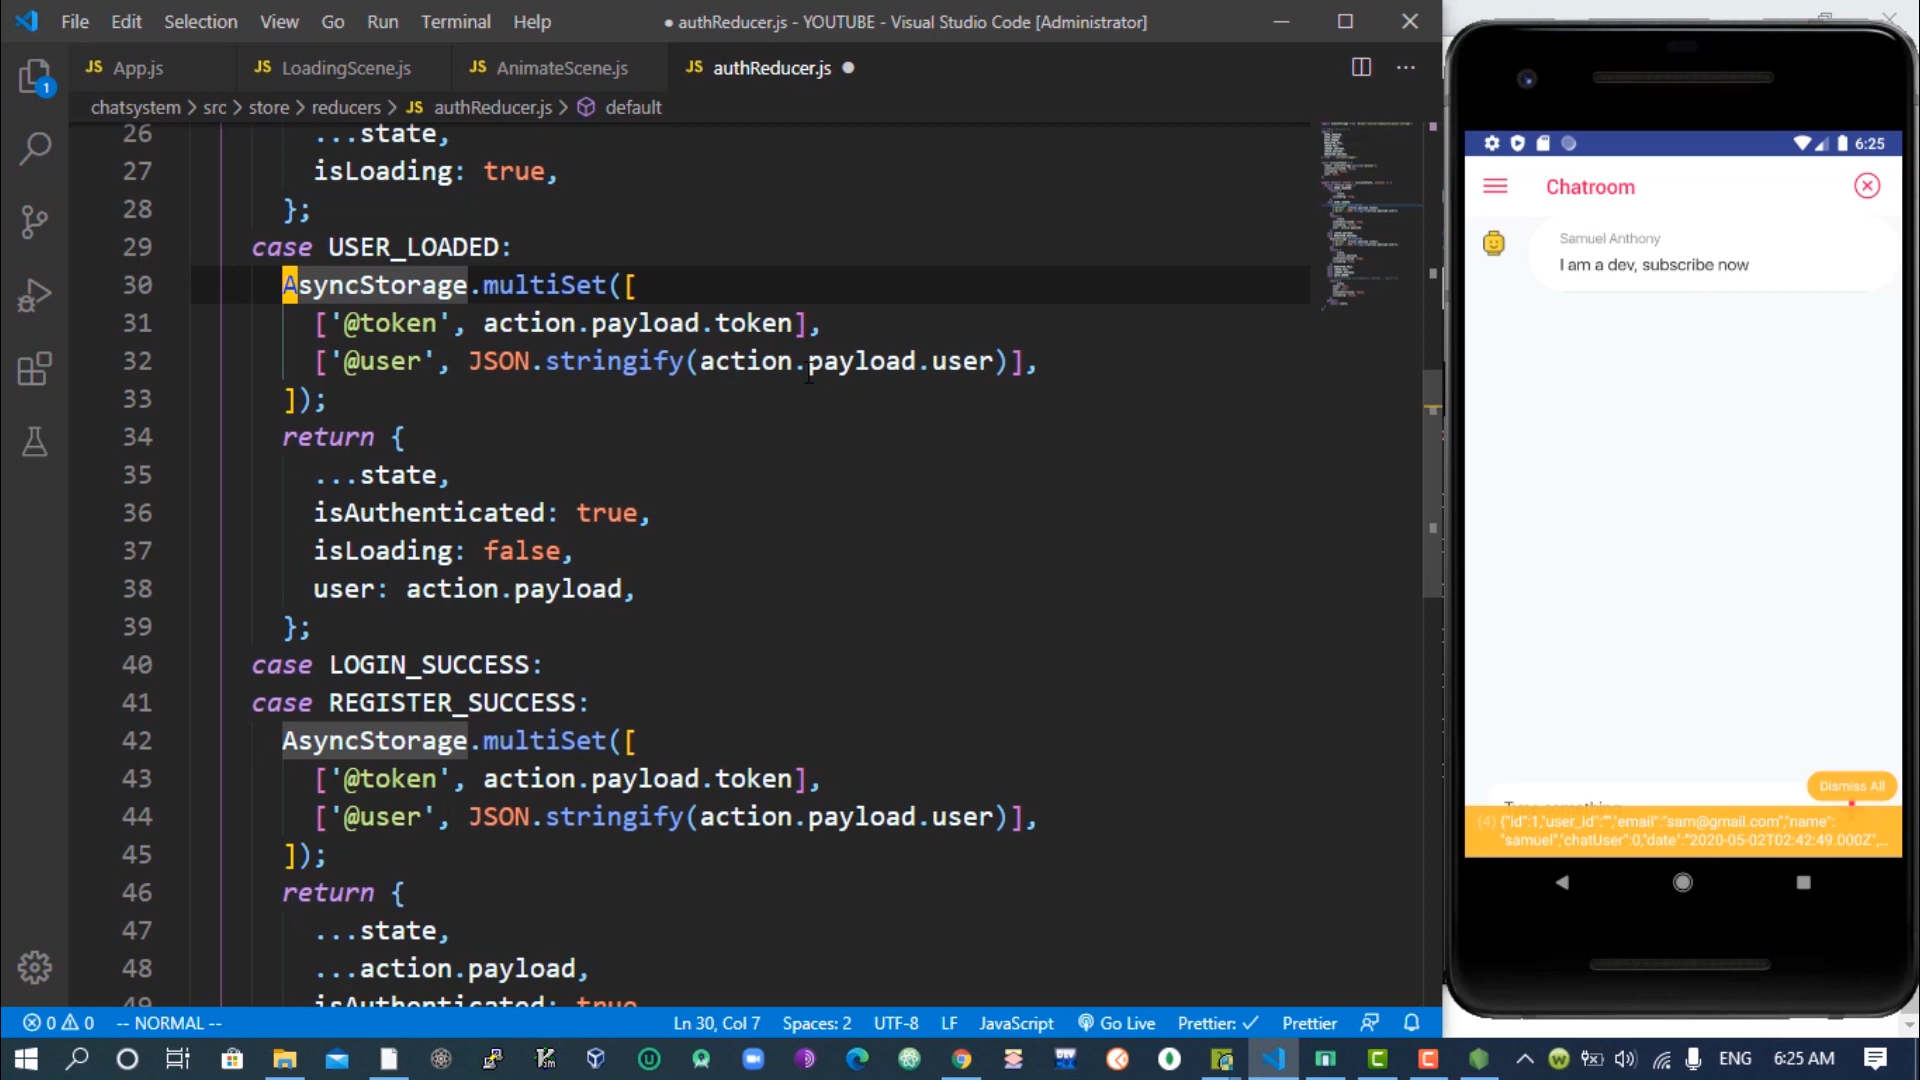 File Edit Selection View Go Run Terminal Help
● authReducer.js - YOUTUBE - Visual Studio Code [Administrator]
JS App.js
JS LoadingScene.js
JS AnimateScene.js
JS authReducer.js
chatsystem > src > store > reducers > JS authReducer.js > default
1
26 ...state,
27 isLoading: true,
28 };
29 case USER_LOADED:
30 AsyncStorage.multiSet([
31 ['@token', action.payload.token],
32 ['@user', JSON.stringify(action.payload.user)],
33 ]);
34 return {
35 ...state,
36 isAuthenticated: true,
37 isLoading: false,
38 user: action.payload,
39 };
40 case LOGIN_SUCCESS:
41 case REGISTER_SUCCESS:
42 AsyncStorage.multiSet([
43 ['@token', action.payload.token],
44 ['@user', JSON.stringify(action.payload.user)],
45 ]);
46 return {
47 ...state,
48 ...action.payload,
49 isAuthenticated: true
0 0 -- NORMAL -- Ln 30, Col 7 Spaces: 2 UTF-8 LF JavaScript Go Live Prettier: ✓ Prettier
6:25
Chatroom
Samuel Anthony
I am a dev, subscribe now
Type something
Dismiss All
(4) {"id":1,"user_id":"","email":"sam@gmail.com","name":
"samuel","chatUser":0,"date":"2020-05-02T02:42:49.000Z",...
ENG 6:25 AM